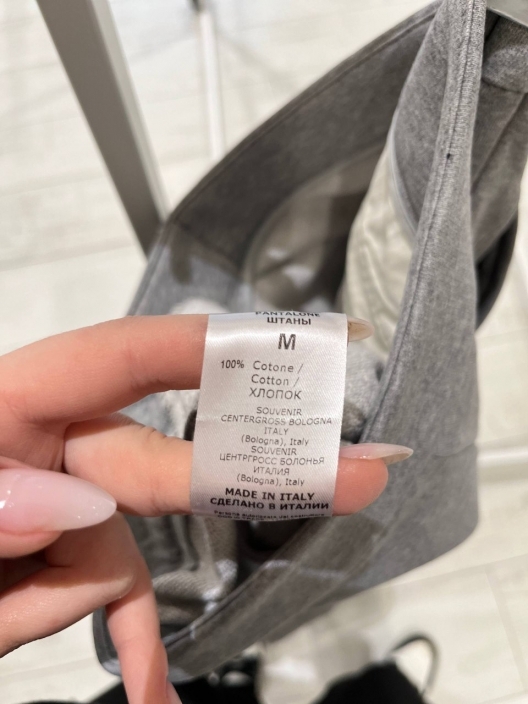 PANTALONE
ШТАНЫ
M
100% Cotone /
Cotton /
ХЛОПОК
SOUVENIR
CENTERGROSS BOLOGNA
ITALY
(Bologna), Italy
SOUVENIR
ЦЕНТРГРОСС БОЛОНЬЯ
ИТАЛИЯ
(Bologna), Italy
MADE IN ITALY
СДЕЛАНО В ИТАЛИИ